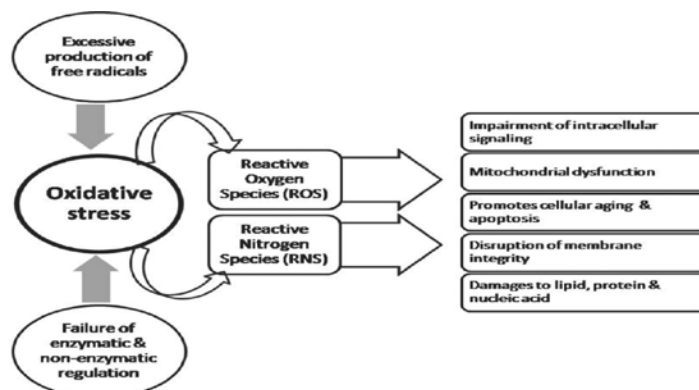 Excessive
production of
free radicals
Oxidative
stress
Failure of
enzymatic &
non-enzymatic
regulation
Reactive
Oxygen
Species (ROS)
Reactive
Nitrogen
Species (RNS)
Impairment of intracellular
signaling
Mitochondrial dysfunction
Promotes cellular aging &
apoptosis
Disruption of membrane
integrity
Damages to lipid, protein &
nucleic acid